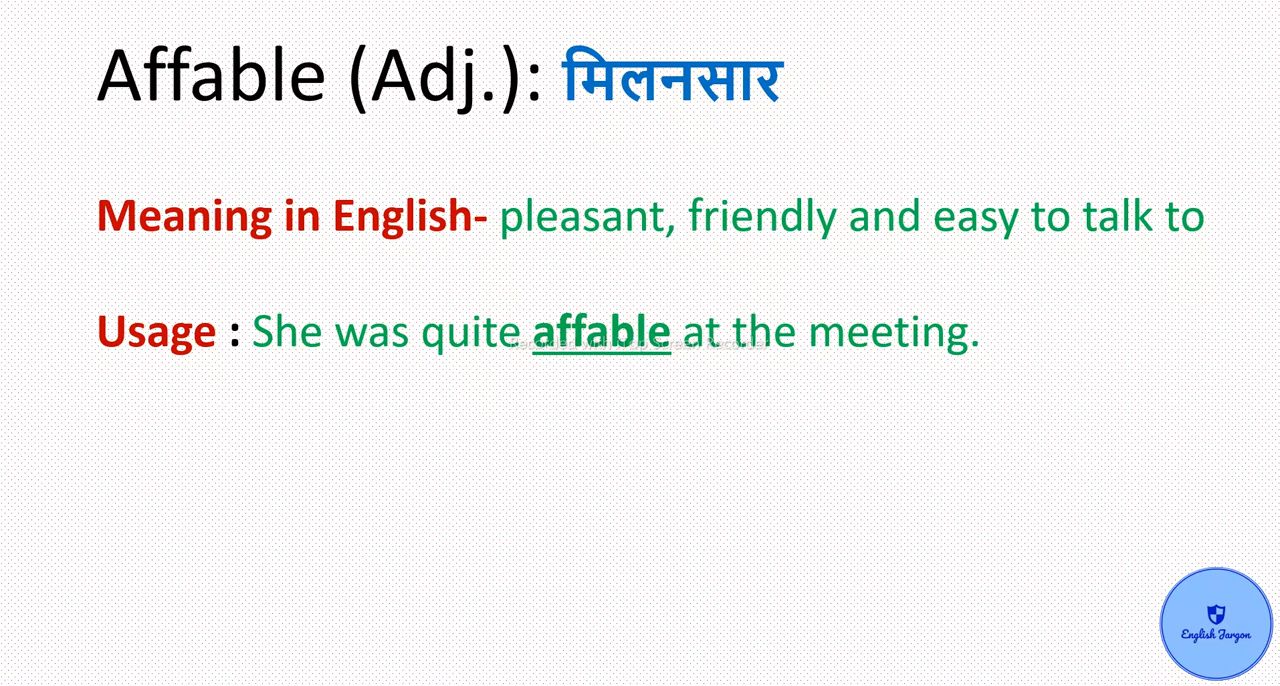 Affable (Adj.): मिलनसार
Meaning in English- pleasant, friendly and easy to talk to
Usage : She was quite affable at the meeting.
English Jargon